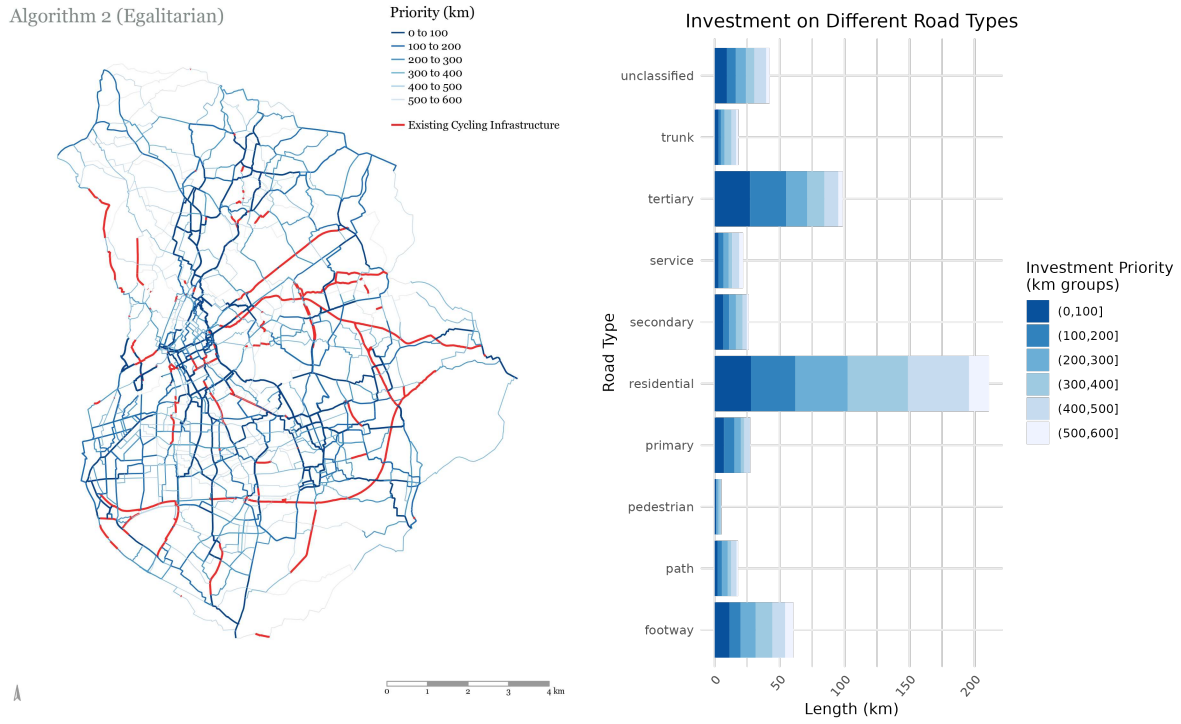 Algorithm 2 (Egalitarian)
Priority (km)
0 to 100
100 to 200
200 to 300
300 to 400
400 to 500
500 to 600
Existing Cycling Infrastructure
0 1 2 3 4 km
Investment on Different Road Types
Road Type
unclassified
trunk
tertiary
service
secondary
residential
primary
pedestrian
path
footway
0 50 100 150 200
Length (km)
Investment Priority
(km groups)
(0,100]
(100,200]
(200,300]
(300,400]
(400,500]
(500,600]